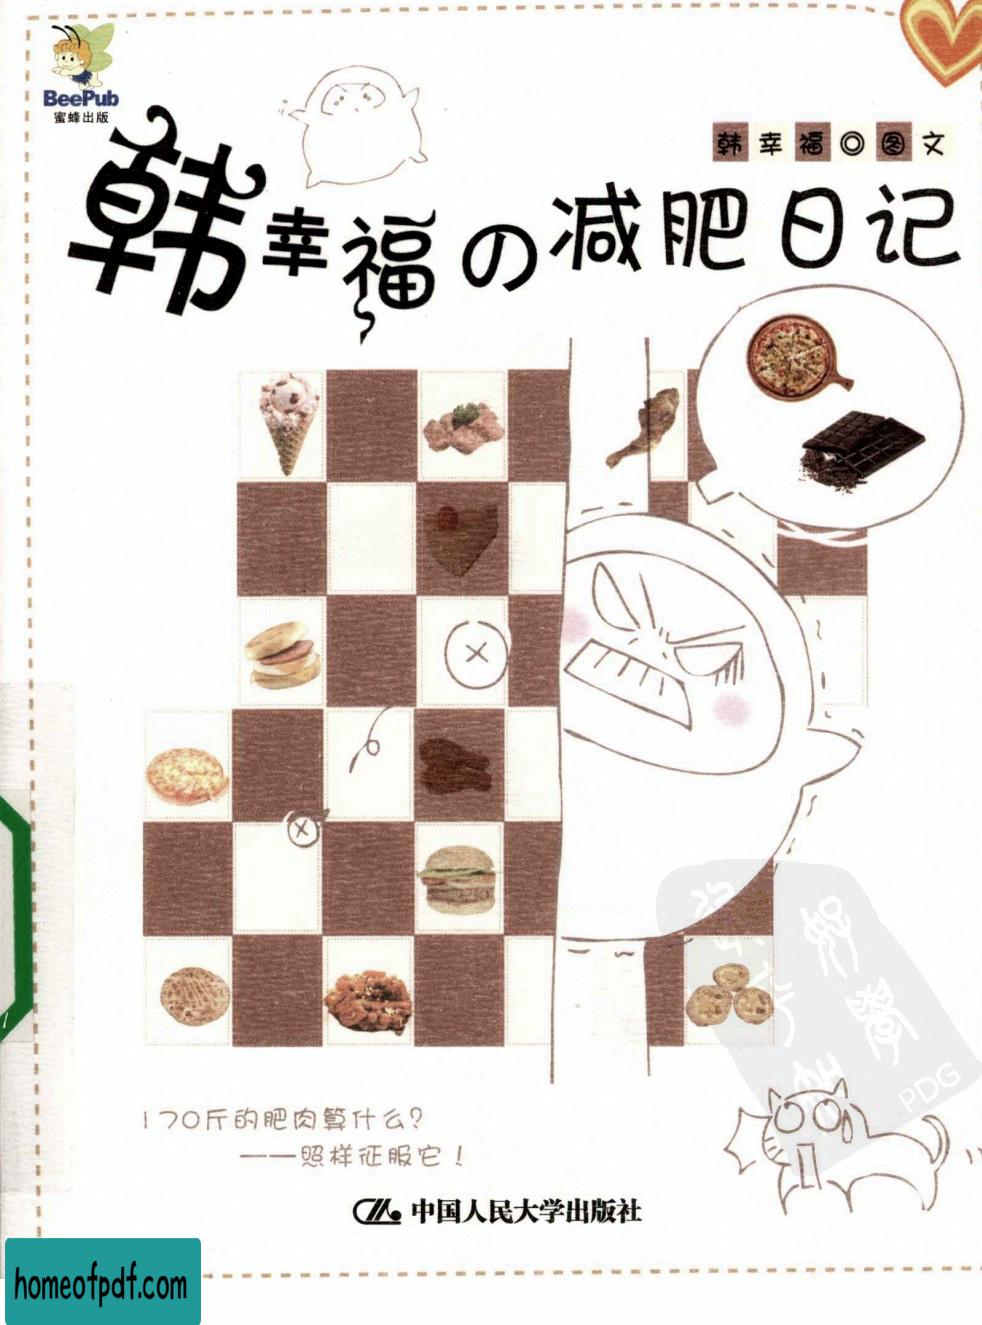 BeePub
蜜蜂出版
韩幸福◎图文
韩幸福の减肥日记
170斤的肥肉算什么?
——照样征服它!
中国人民大学出版社
PDG
homeofpdf.com